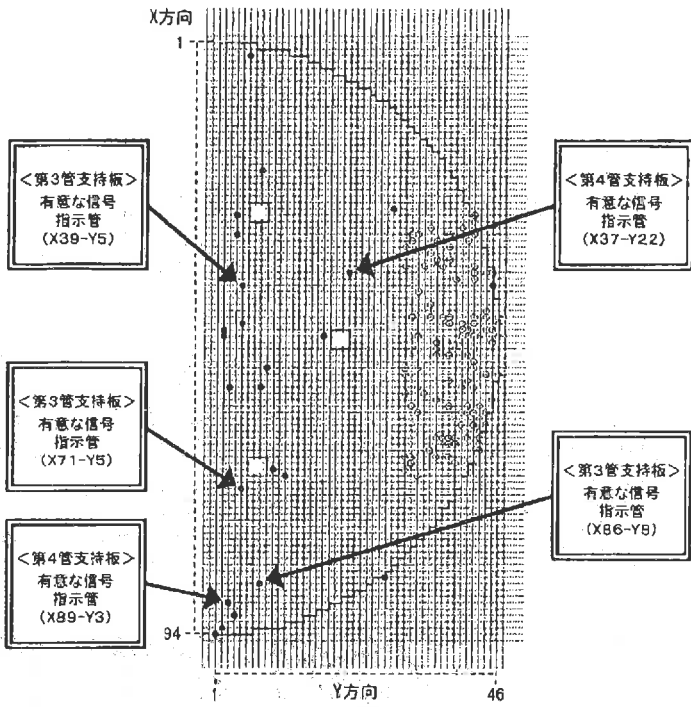 X方向
1
<第3管支持板>
有意な信号
指示管
(X39-Y5)
<第4管支持板>
有意な信号
指示管
(X37-Y22)
<第3管支持板>
有意な信号
指示管
(X71-Y5)
<第3管支持板>
有意な信号
指示管
(X86-Y8)
<第4管支持板>
有意な信号
指示管
(X89-Y3)
94
1
Y方向
46